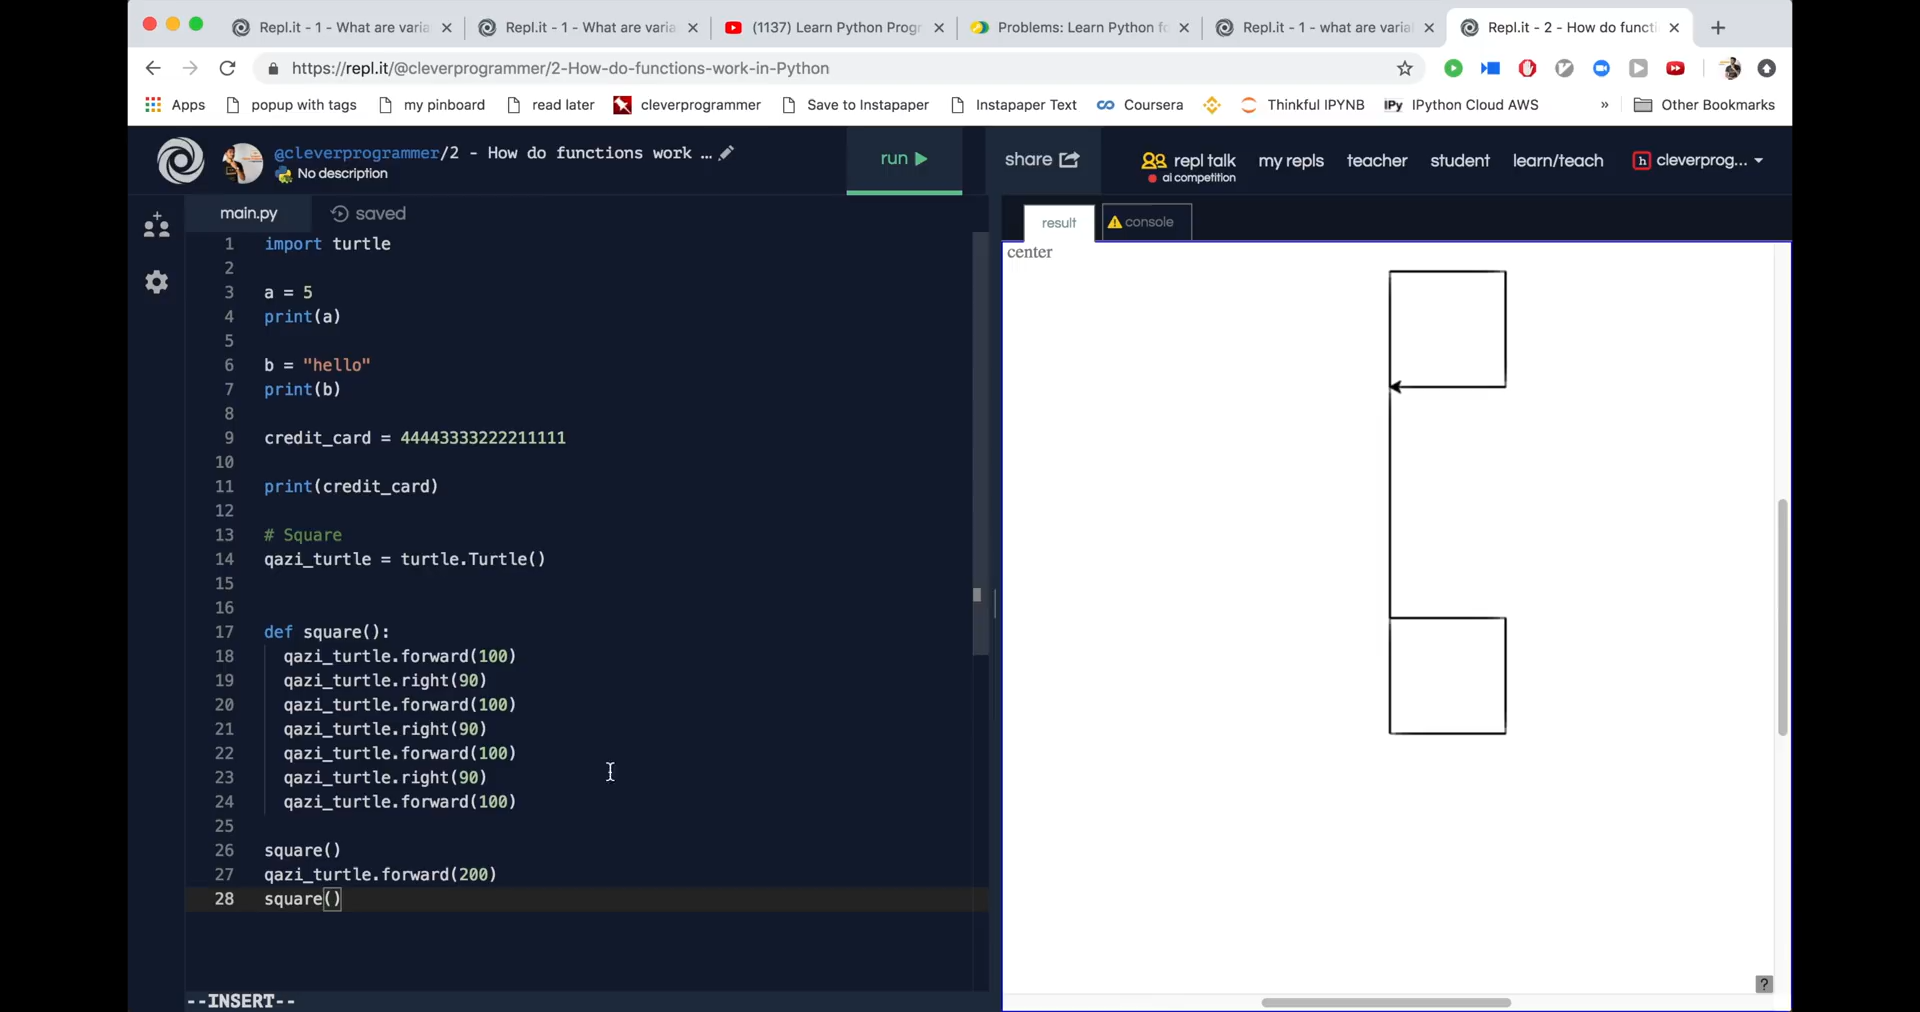 Repl.it - 1 - What are varia
Repl.it - 1 - What are varia
(1137) Learn Python Progr
Problems: Learn Python fo
Repl.it - 1 - what are varia
Repl.it - 2 - How do functi
https://repl.it/@cleverprogrammer/2-How-do-functions-work-in-Python
Apps
popup with tags
my pinboard
read later
cleverprogrammer
Save to Instapaper
Instapaper Text
Coursera
Thinkful IPYNB
IPy
IPython Cloud AWS
»
Other Bookmarks
@cleverprogrammer/2 - How do functions work ...
No description
run
share
repl talk
ai competition
my repls
teacher
student
learn/teach
h
cleverprog...
main.py
saved
result
console
center
1 import turtle
2
3 a = 5
4 print(a)
5
6 b = "hello"
7 print(b)
8
9 credit_card = 44443333222211111
10
11 print(credit_card)
12
13 # Square
14 qazi_turtle = turtle.Turtle()
15
16
17 def square():
18 qazi_turtle.forward(100)
19 qazi_turtle.right(90)
20 qazi_turtle.forward(100)
21 qazi_turtle.right(90)
22 qazi_turtle.forward(100)
23 qazi_turtle.right(90)
24 qazi_turtle.forward(100)
25
26 square()
27 qazi_turtle.forward(200)
28 square()
--INSERT--
?